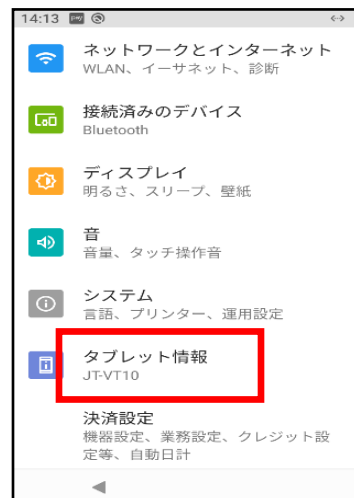 14:13
ネットワークとインターネット
WLAN、イーサネット、診断
接続済みのデバイス
Bluetooth
ディスプレイ
明るさ、スリープ、壁紙
音
音量、タッチ操作音
システム
言語、プリンター、運用設定
タブレット情報
JT-VT10
決済設定
機器設定、業務設定、クレジット設
定等、自動日計